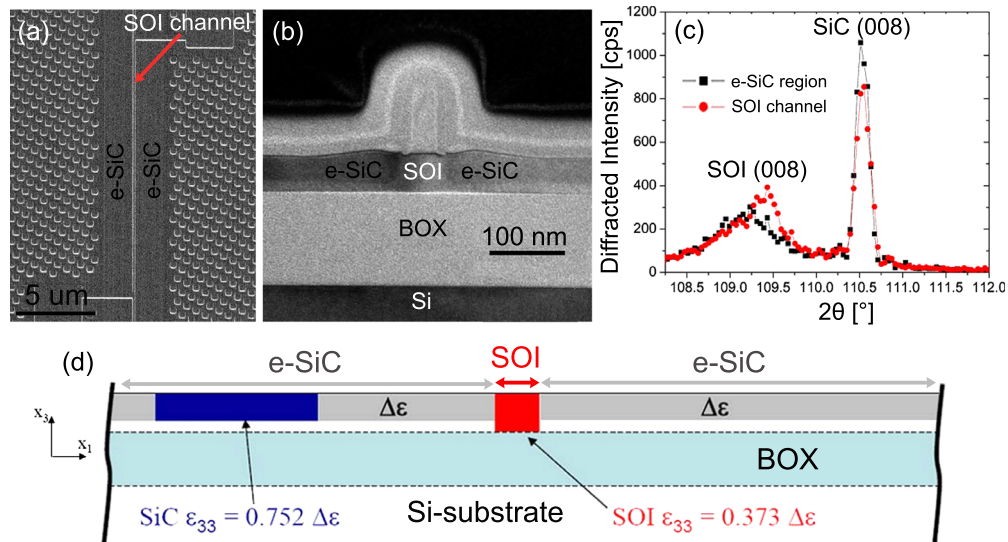 (a)
SOI channel
e-SiC
e-SiC
5 um
(b)
e-SiC
SOI
e-SiC
BOX
100 nm
Si
(c)
SiC (008)
e-SiC region
SOI channel
SOI (008)
Diffracted Intensity [cps]
1200
1000
800
600
400
200
0
108.5 109.0 109.5 110.0 110.5 111.0 111.5 112.0
2θ [°]
(d)
e-SiC
SOI
e-SiC
Δε
Δε
x3
x1
BOX
SiC ε33 = 0.752 Δε
Si-substrate
SOI ε33 = 0.373 Δε